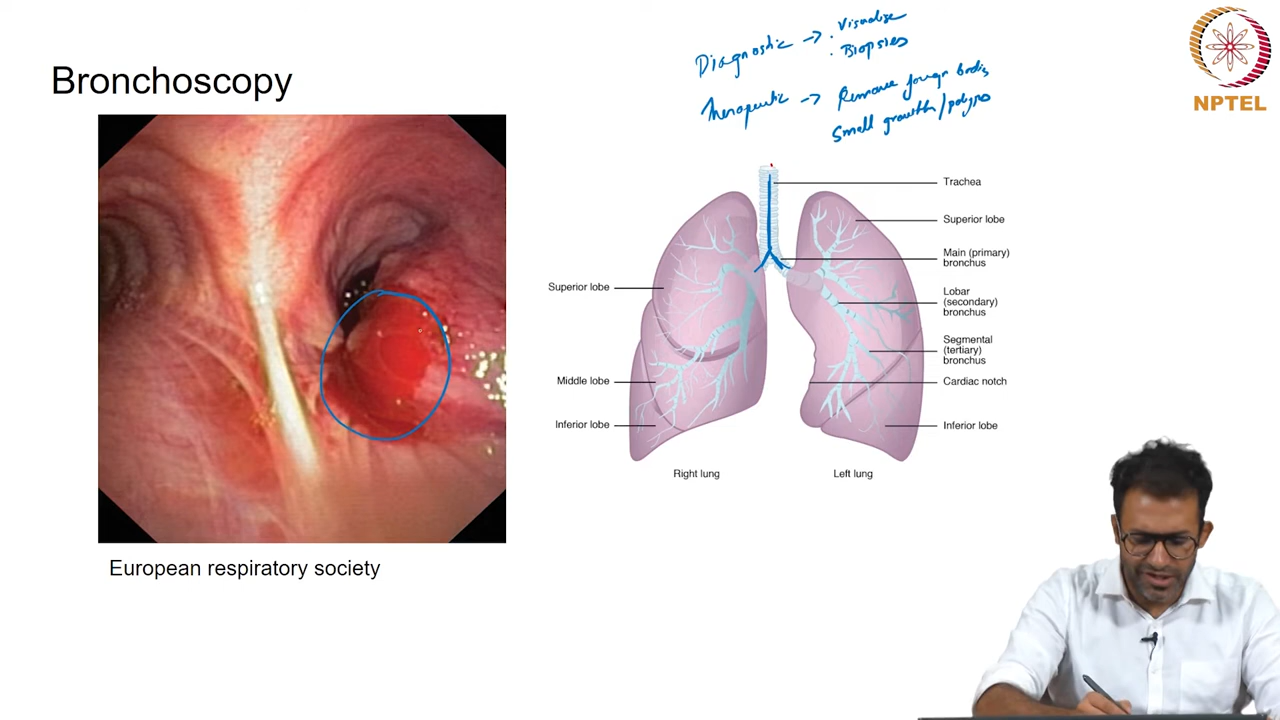 Bronchoscopy
Diagnostic → . Visualise
. Biopsies
Therapeutic → Remove foreign bodies
Small growth/polyps
NPTEL
Trachea
Superior lobe
Main (primary)
bronchus
Lobar
(secondary)
bronchus
Segmental
(tertiary)
bronchus
Cardiac notch
Inferior lobe
Superior lobe
Middle lobe
Inferior lobe
Right lung
Left lung
European respiratory society